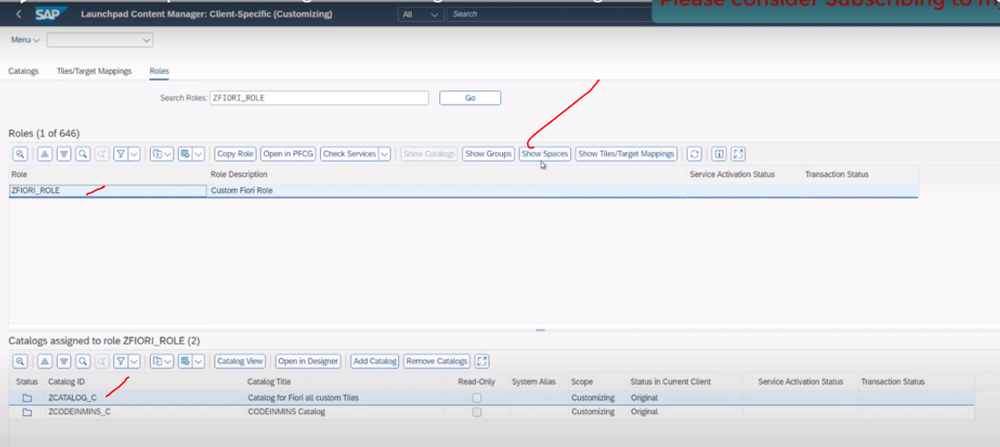 Please consider Subscribing to m
SAP Launchpad Content Manager: Client-Specific (Customizing) All Search
Menu
Catalogs Tiles/Target Mappings Roles
Search Roles: ZFIORI_ROLE Go
Roles (1 of 646)
Copy Role Open in PFCG Check Services Show Catalogs Show Groups Show Spaces Show Tiles/Target Mappings
Role Role Description Service Activation Status Transaction Status
ZFIORI_ROLE Custom Fiori Role
Catalogs assigned to role ZFIORI_ROLE (2)
Catalog View Open in Designer Add Catalog Remove Catalogs
Status Catalog ID Catalog Title Read-Only System Alias Scope Status in Current Client Service Activation Status Transaction Status
ZCATALOG_C Catalog for Fiori all custom Tiles Customizing Original
ZCODEINMINS_C CODEINMINS Catalog Customizing Original